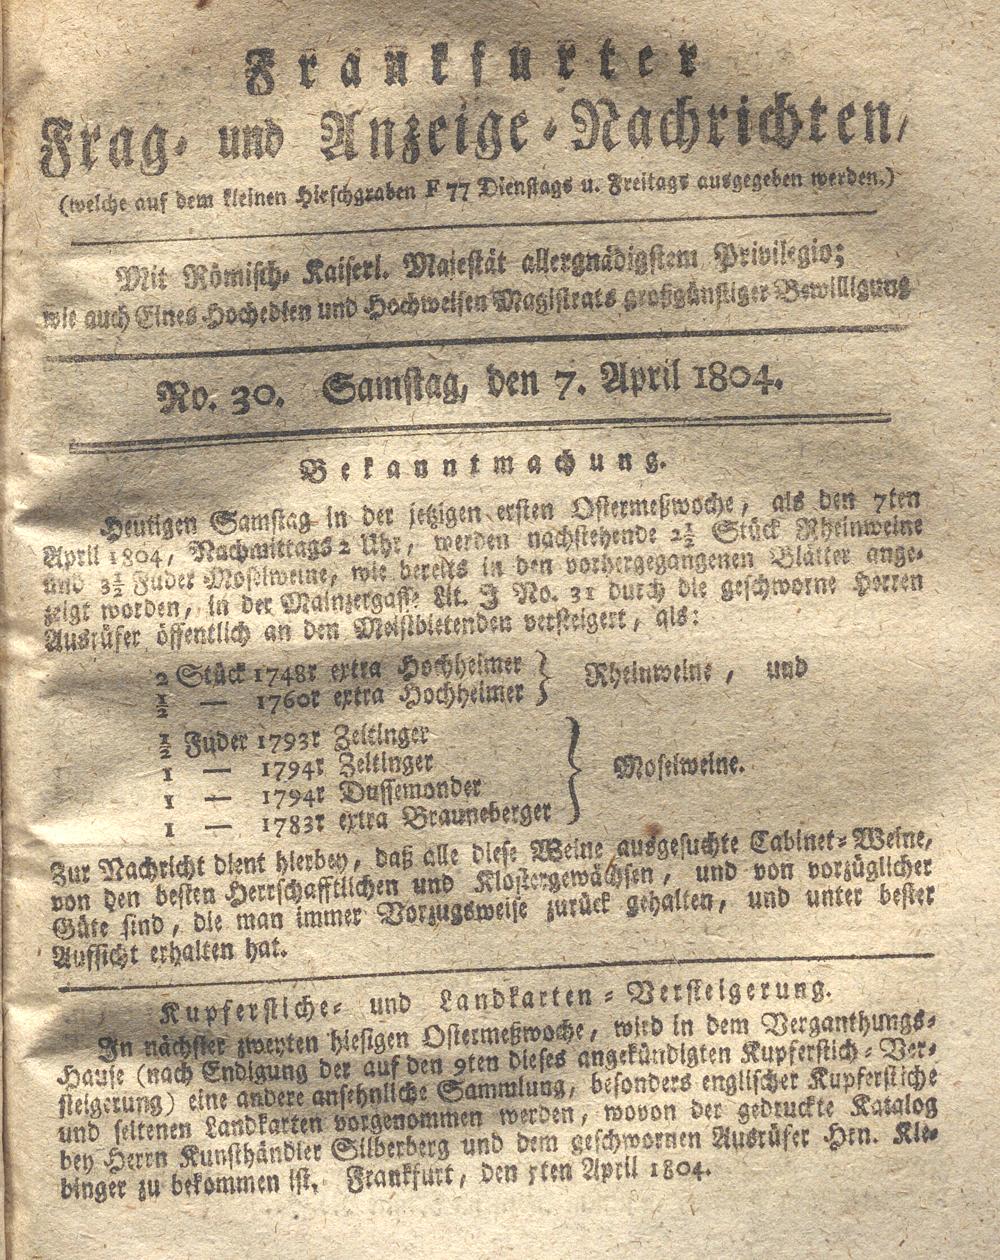 Frankfurter
Frag- und Anzeige-Nachrichten,
(welche auf dem kleinen Hirschgraben F 77 Dienstags u. Freitags ausgegeben werden.)
Mit Römisch- Kaiserl. Majestät allergnädigstem Privilegio;
wie auch Eines Hochedlen und Hochweisen Magistrats großgünstiger Bewilligung
No. 30. Samstag, den 7. April 1804.
Bekanntmachung.
Heutigen Samstag in der jetzigen ersten Ostermeßwoche, als den 7ten
April 1804, Nachmittags 2 Uhr, werden nachstehende 2½ Stück Rheinweine
und 3½ Fuder Moselweine, wie bereits in den vorhergegangenen Blätter ange-
zeigt worden, in der Mainzergasse Lit. J No. 31 durch die geschworne Herren
Ausrüfer öffentlich an den Meistbietenden versteigert, als:
2 Stück 1748r extra Hochheimer
½ — 1760r extra Hochheimer } Rheinweine, und
½ Fuder 1793r Zeltinger
1 — 1794r Zeltinger
1 — 1794r Dussemonder } Moselweine.
1 — 1783r extra Brauneberger
Zur Nachricht dient hierbey, daß alle diese Weine ausgesuchte Cabinet-Weine,
von den besten Herrschafftlichen und Klostergewächsen, und von vorzüglicher
Güte sind, die man immer Vorzugsweise zurück gehalten, und unter bester
Aufsicht erhalten hat.
Kupferstiche- und Landkarten-Versteigerung.
In nächster zweyten hiesigen Ostermeßwoche, wird in dem Verganthungs-
Hause (nach Endigung der auf den 9ten dieses angekündigten Kupferstich-Ver-
steigerung) eine andere ansehnliche Sammlung, besonders englischer Kupferstiche
und seltenen Landkarten vorgenommen werden, wovon der gedruckte Katalog
bey Herrn Kunsthändler Silberberg und dem geschwornen Ausrüfer Hrn. Kle-
binger zu bekommen ist. Frankfurt, den 5ten April 1804.